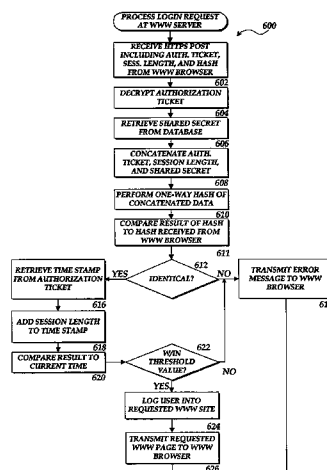 PROCESS LOGIN REQUEST
AT WWW SERVER
600
RECEIVE HTTPS POST
INCLUDING AUTH. TICKET,
SESS. LENGTH, AND HASH
FROM WWW BROWSER
602
DECRYPT AUTHORIZATION
TICKET
604
RETRIEVE SHARED SECRET
FROM DATABASE
606
CONCATENATE AUTH.
TICKET, SESSION LENGTH,
AND SHARED SECRET
608
PERFORM ONE-WAY HASH OF
CONCATENATED DATA
610
COMPARE RESULT OF HASH
TO HASH RECEIVED FROM
WWW BROWSER
611
612
IDENTICAL?
YES
NO
RETRIEVE TIME STAMP
FROM AUTHORIZATION
TICKET
616
TRANSMIT ERROR
MESSAGE TO WWW
BROWSER
ADD SESSION LENGTH
TO TIME STAMP
618
COMPARE RESULT TO
CURRENT TIME
620
622
W/IN
THRESHOLD
VALUE?
NO
YES
LOG USER INTO
REQUESTED WWW SITE
624
TRANSMIT REQUESTED
WWW PAGE TO WWW
BROWSER
626